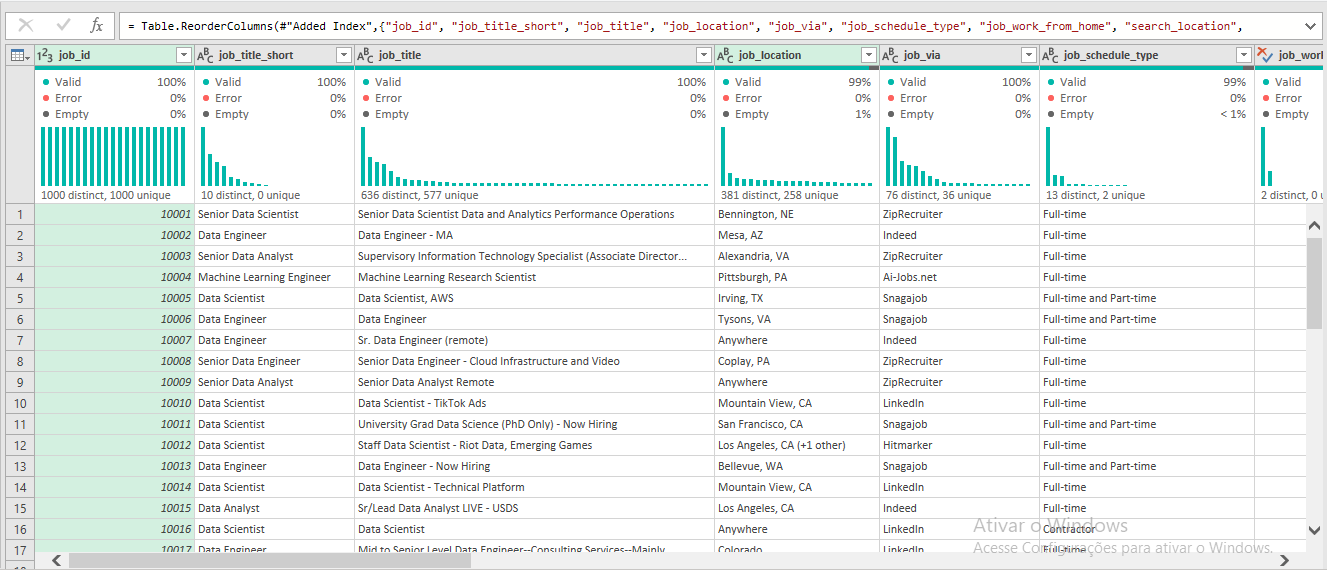 = Table.ReorderColumns(#"Added Index",{"job_id", "job_title_short", "job_title", "job_location", "job_via", "job_schedule_type", "job_work_from_home", "search_location",
1 2 3 job_id ABC job_title_short ABC job_title ABC job_location ABC job_via ABC job_schedule_type job_work
Valid 100% Valid 100% Valid 100% Valid 99% Valid 100% Valid 99% Valid
Error 0% Error 0% Error 0% Error 0% Error 0% Error 0% Error
Empty 0% Empty 0% Empty 0% Empty 1% Empty 0% Empty < 1% Empty
1000 distinct, 1000 unique 10 distinct, 0 unique 636 distinct, 577 unique 381 distinct, 258 unique 76 distinct, 36 unique 13 distinct, 2 unique 2 distinct, 0 u
1 10001 Senior Data Scientist Senior Data Scientist Data and Analytics Performance Operations Bennington, NE ZipRecruiter Full-time
2 10002 Data Engineer Data Engineer - MA Mesa, AZ Indeed Full-time
3 10003 Senior Data Analyst Supervisory Information Technology Specialist (Associate Director... Alexandria, VA ZipRecruiter Full-time
4 10004 Machine Learning Engineer Machine Learning Research Scientist Pittsburgh, PA Ai-Jobs.net Full-time
5 10005 Data Scientist Data Scientist, AWS Irving, TX Snagajob Full-time and Part-time
6 10006 Data Engineer Data Engineer Tysons, VA Snagajob Full-time and Part-time
7 10007 Data Engineer Sr. Data Engineer (remote) Anywhere Indeed Full-time
8 10008 Senior Data Engineer Senior Data Engineer - Cloud Infrastructure and Video Coplay, PA ZipRecruiter Full-time
9 10009 Senior Data Analyst Senior Data Analyst Remote Anywhere ZipRecruiter Full-time
10 10010 Data Scientist Data Scientist - TikTok Ads Mountain View, CA LinkedIn Full-time
11 10011 Data Scientist University Grad Data Science (PhD Only) - Now Hiring San Francisco, CA Snagajob Full-time and Part-time
12 10012 Data Scientist Staff Data Scientist - Riot Data, Emerging Games Los Angeles, CA (+1 other) Hitmarker Full-time
13 10013 Data Engineer Data Engineer - Now Hiring Bellevue, WA Snagajob Full-time and Part-time
14 10014 Data Scientist Data Scientist - Technical Platform Mountain View, CA LinkedIn Full-time
15 10015 Data Analyst Sr/Lead Data Analyst LIVE - USDS Los Angeles, CA Indeed Full-time
16 10016 Data Scientist Data Scientist Anywhere LinkedIn Contractor
17 10017 Data Engineer Mid to Senior Level Data Engineer--Consulting Services--Mainly Colorado LinkedIn Full-time
Ativar o Windows
Acesse Configurações para ativar o Windows.